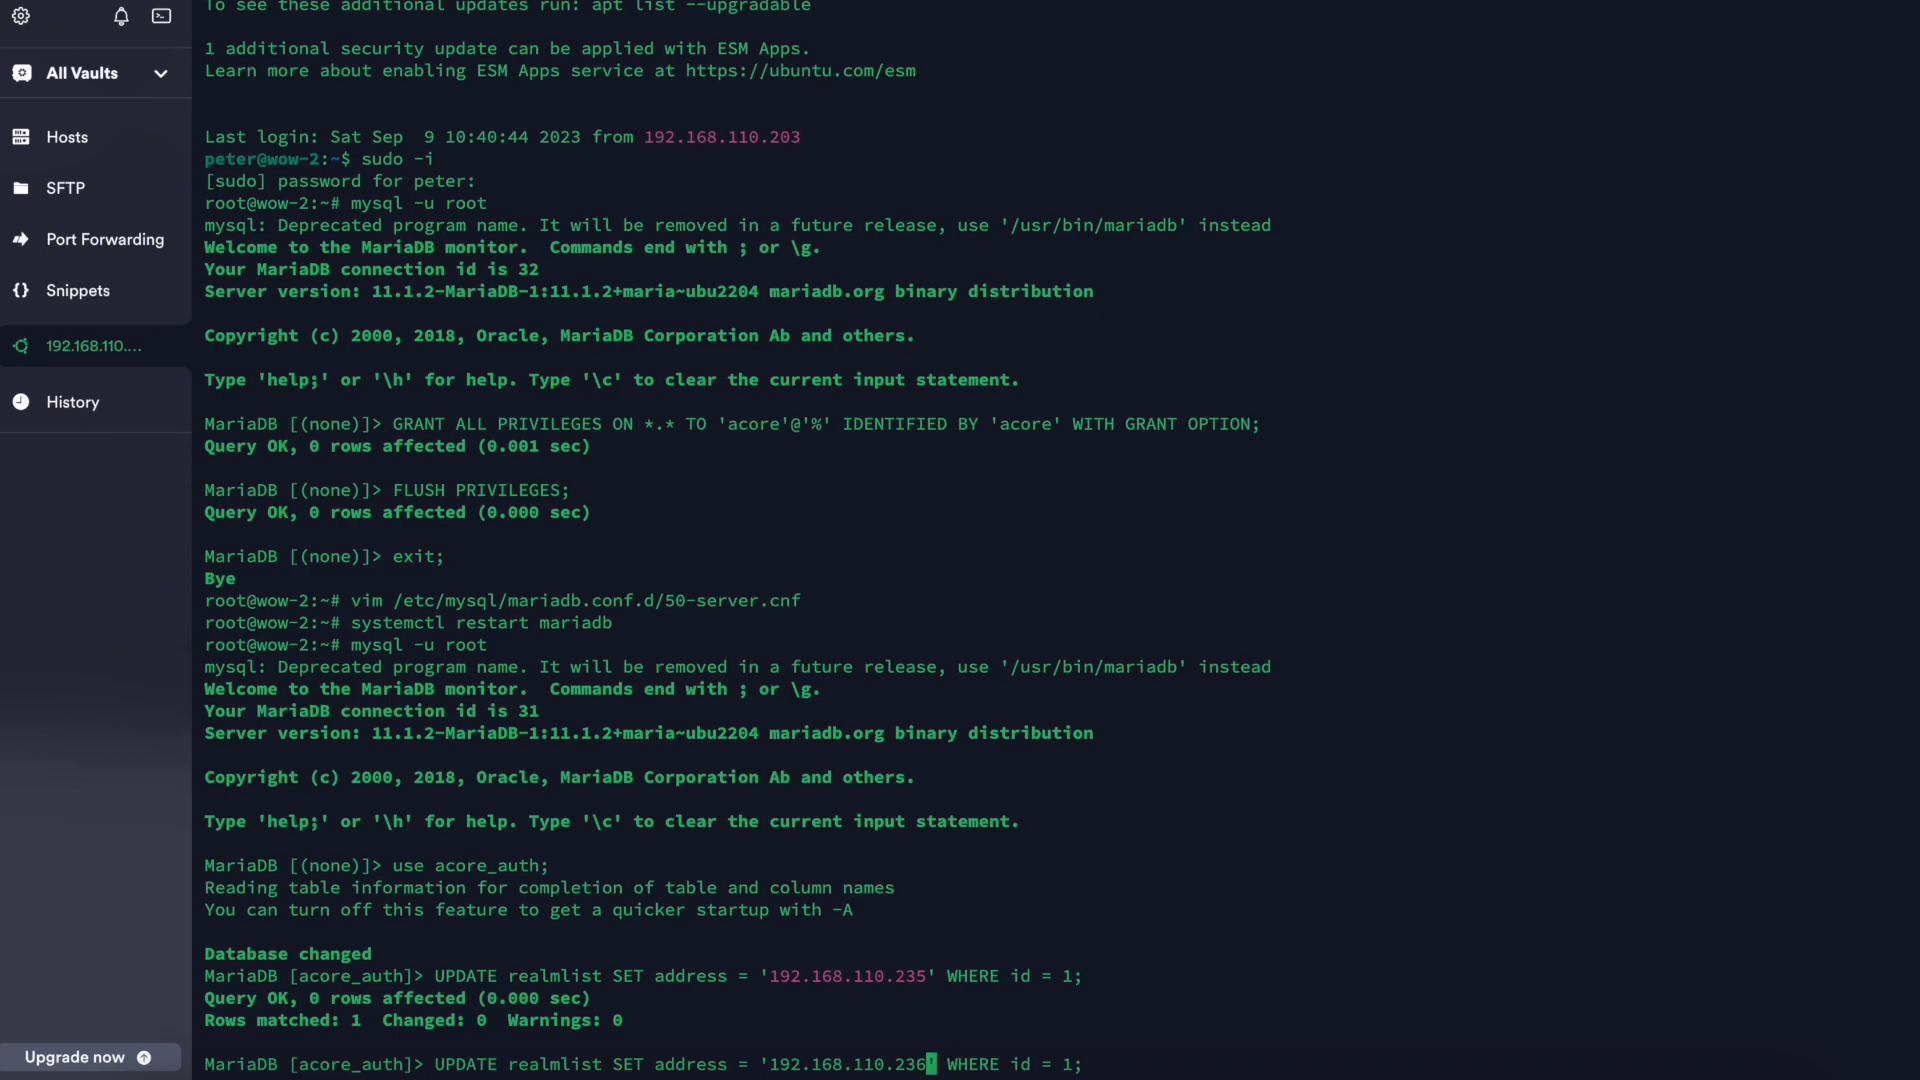 All Vaults
Hosts
SFTP
Port Forwarding
Snippets
192.168.110....
History
Upgrade now
To see these additional updates run: apt list --upgradable
1 additional security update can be applied with ESM Apps.
Learn more about enabling ESM Apps service at https://ubuntu.com/esm
Last login: Sat Sep  9 10:40:44 2023 from 192.168.110.203
peter@wow-2:~$ sudo -i
[sudo] password for peter:
root@wow-2:~# mysql -u root
mysql: Deprecated program name. It will be removed in a future release, use '/usr/bin/mariadb' instead
Welcome to the MariaDB monitor.  Commands end with ; or \g.
Your MariaDB connection id is 32
Server version: 11.1.2-MariaDB-1:11.1.2+maria~ubu2204 mariadb.org binary distribution
Copyright (c) 2000, 2018, Oracle, MariaDB Corporation Ab and others.
Type 'help;' or '\h' for help. Type '\c' to clear the current input statement.
MariaDB [(none)]> GRANT ALL PRIVILEGES ON *.* TO 'acore'@'%' IDENTIFIED BY 'acore' WITH GRANT OPTION;
Query OK, 0 rows affected (0.001 sec)
MariaDB [(none)]> FLUSH PRIVILEGES;
Query OK, 0 rows affected (0.000 sec)
MariaDB [(none)]> exit;
Bye
root@wow-2:~# vim /etc/mysql/mariadb.conf.d/50-server.cnf
root@wow-2:~# systemctl restart mariadb
root@wow-2:~# mysql -u root
mysql: Deprecated program name. It will be removed in a future release, use '/usr/bin/mariadb' instead
Welcome to the MariaDB monitor.  Commands end with ; or \g.
Your MariaDB connection id is 31
Server version: 11.1.2-MariaDB-1:11.1.2+maria~ubu2204 mariadb.org binary distribution
Copyright (c) 2000, 2018, Oracle, MariaDB Corporation Ab and others.
Type 'help;' or '\h' for help. Type '\c' to clear the current input statement.
MariaDB [(none)]> use acore_auth;
Reading table information for completion of table and column names
You can turn off this feature to get a quicker startup with -A
Database changed
MariaDB [acore_auth]> UPDATE realmlist SET address = '192.168.110.235' WHERE id = 1;
Query OK, 0 rows affected (0.000 sec)
Rows matched: 1  Changed: 0  Warnings: 0
MariaDB [acore_auth]> UPDATE realmlist SET address = '192.168.110.236' WHERE id = 1;